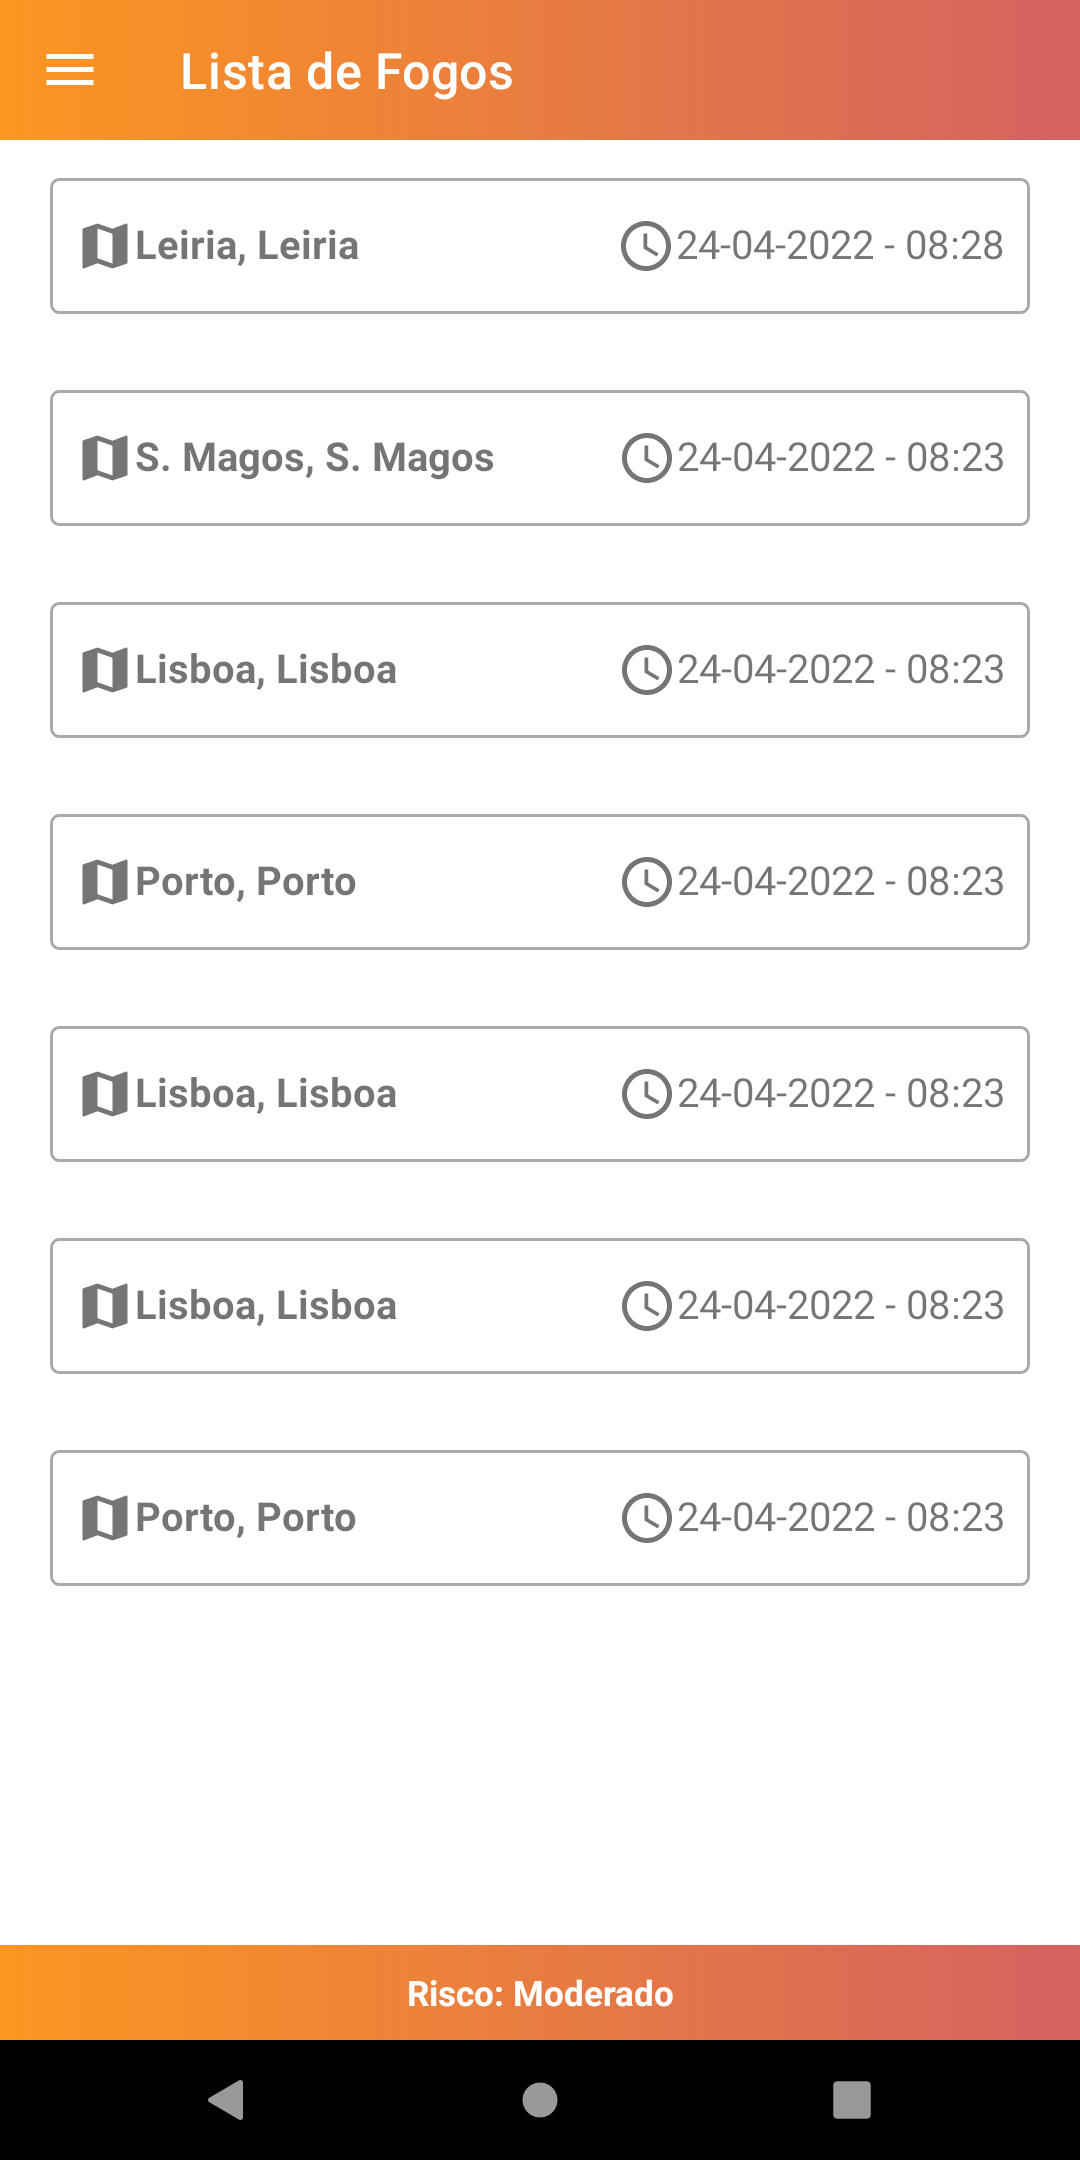 Lista de Fogos
Leiria, Leiria 24-04-2022 - 08:28
S. Magos, S. Magos 24-04-2022 - 08:23
Lisboa, Lisboa 24-04-2022 - 08:23
Porto, Porto 24-04-2022 - 08:23
Lisboa, Lisboa 24-04-2022 - 08:23
Lisboa, Lisboa 24-04-2022 - 08:23
Porto, Porto 24-04-2022 - 08:23
Risco: Moderado